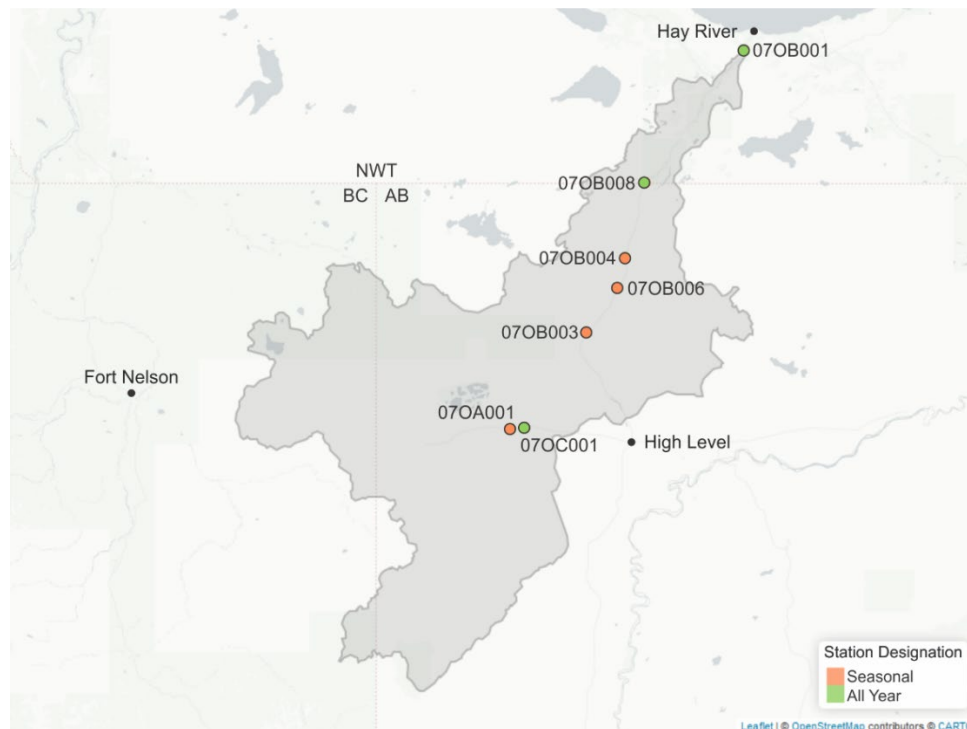 Hay River
07OB001
NWT
07OB008
BC AB
07OB004
07OB006
07OB003
Fort Nelson
07OA001
07OC001
High Level
Station Designation
Seasonal
All Year
Leaflet | © OpenStreetMap contributors © CART